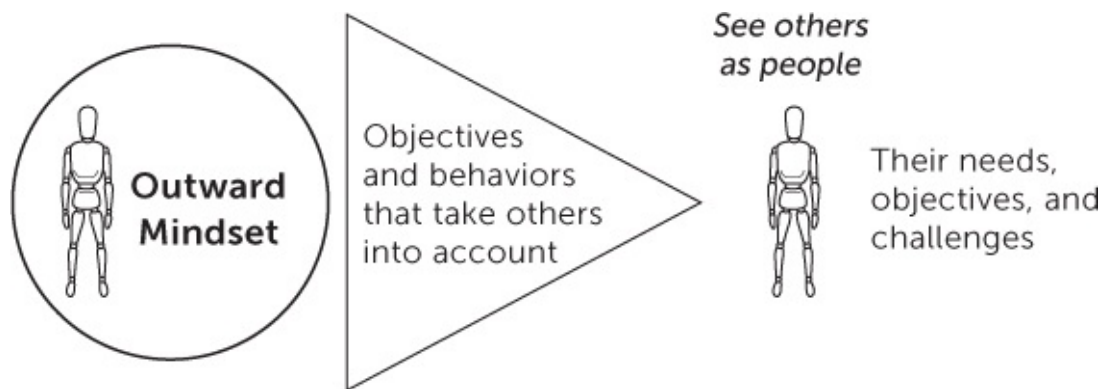 Outward
Mindset
Objectives
and behaviors
that take others
into account
See others
as people
Their needs,
objectives, and
challenges